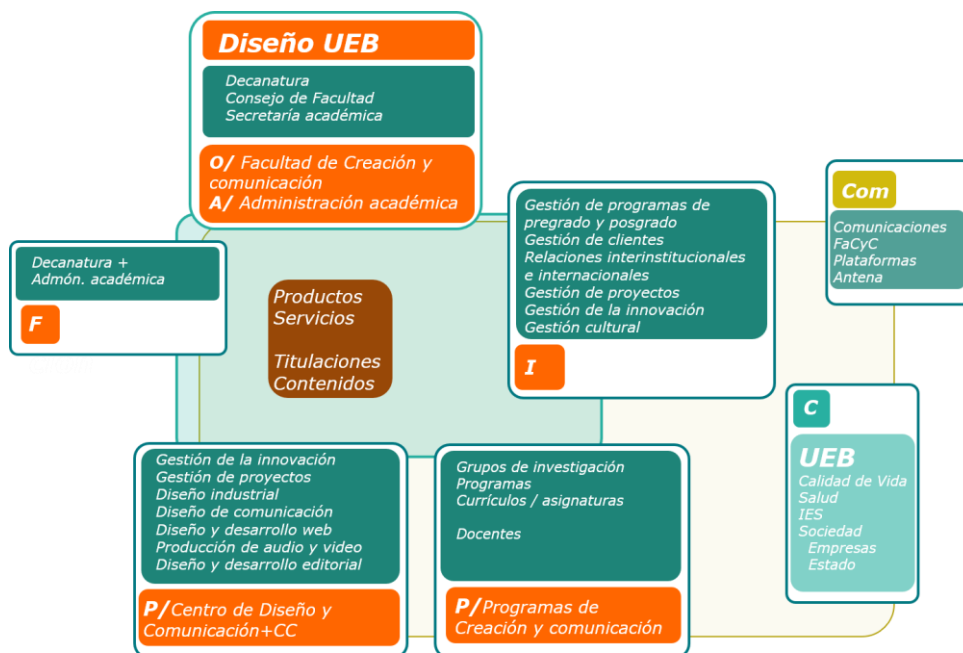 Diseño UEB
Decanatura
Consejo de Facultad
Secretaría académica
O/ Facultad de Creación y
comunicación
A/ Administración académica
Decanatura +
Admón. académica
F
Productos
Servicios
Titulaciones
Contenidos
Gestión de programas de
pregrado y posgrado
Gestión de clientes
Relaciones interinstitucionales
e internacionales
Gestión de proyectos
Gestión de la innovación
Gestión cultural
I
Com
Comunicaciones
FaCyC
Plataformas
Antena
C
UEB
Calidad de Vida
Salud
IES
Sociedad
Empresas
Estado
Gestión de la innovación
Gestión de proyectos
Diseño industrial
Diseño de comunicación
Diseño y desarrollo web
Producción de audio y video
Diseño y desarrollo editorial
P/Centro de Diseño y
Comunicación+CC
Grupos de investigación
Programas
Currículos / asignaturas
Docentes
P/Programas de
Creación y comunicación